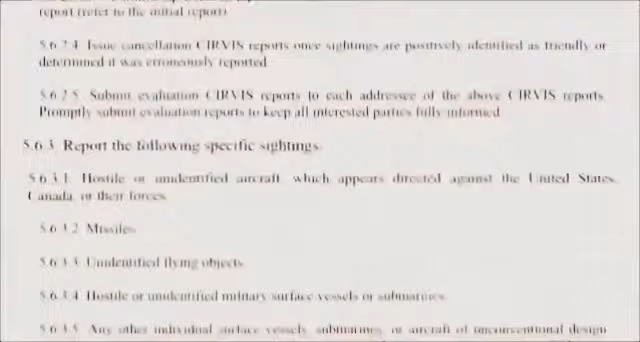 report (refer to the initial report)
5.6.2.4 Issue cancellation CIRVIS reports once sightings are positively identified as friendly or
determined it was erroneously reported
5.6.2.5 Submit evaluation CIRVIS reports to each addressee of the above CIRVIS reports.
Promptly submit evaluation reports to keep all interested parties fully informed
5.6.3 Report the following specific sightings
5.6.3.1 Hostile or unidentified aircraft which appears directed against the United States,
Canada, or their forces
5.6.3.2 Missiles
5.6.3.3 Unidentified flying objects
5.6.3.4 Hostile or unidentified military surface vessels or submarines
5.6.3.5 Any other individual surface vessels, submarines, or aircraft of unconventional design